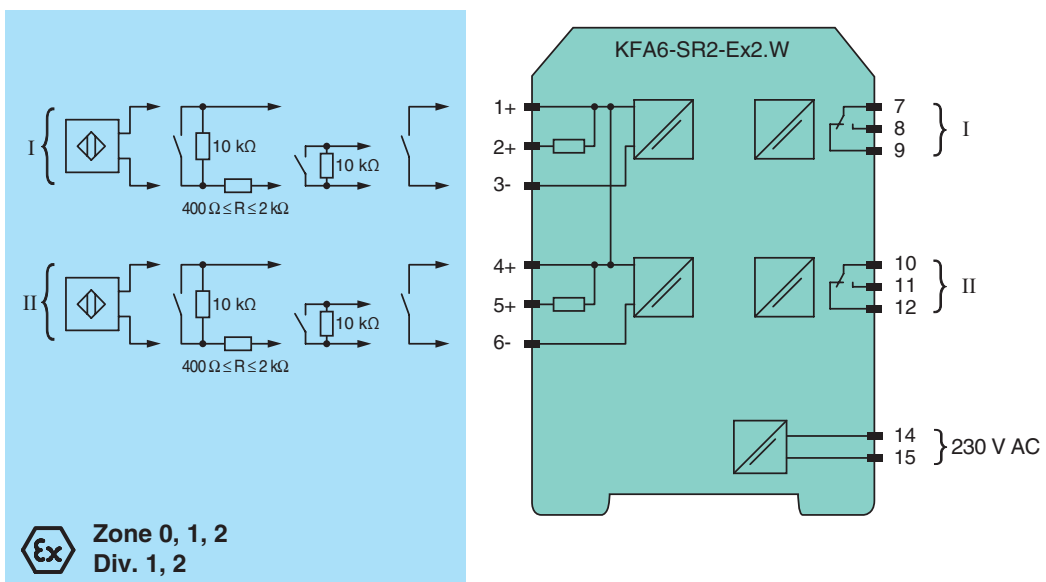 KFA6-SR2-Ex2.W
I
10 kΩ
10 kΩ
400 Ω ≤ R ≤ 2 kΩ
II
10 kΩ
10 kΩ
400 Ω ≤ R ≤ 2 kΩ
Ex
Zone 0, 1, 2
Div. 1, 2
1+
2+
3-
4+
5+
6-
7
8
9
I
10
11
12
II
14
15
230 V AC